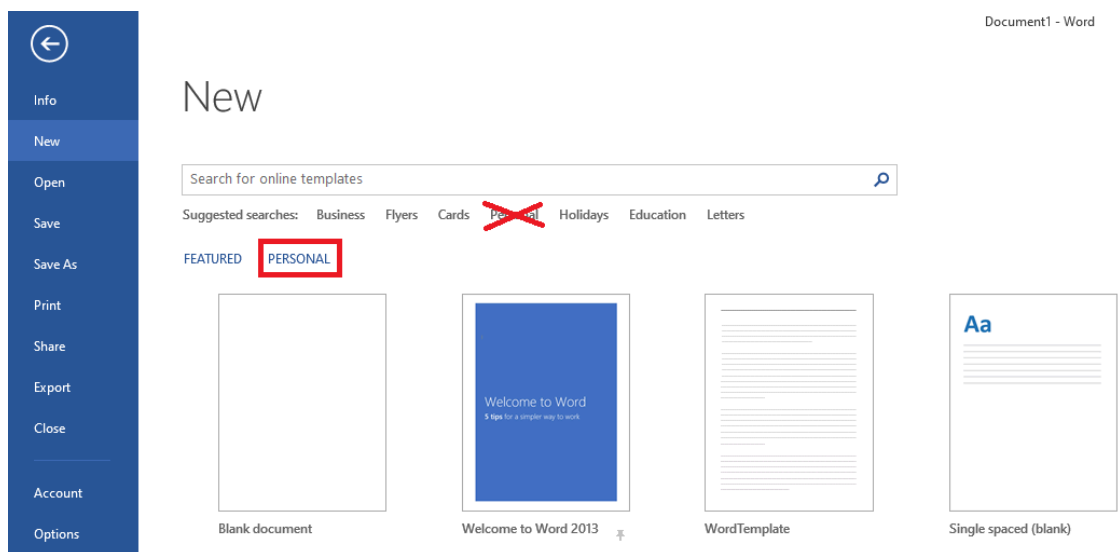 Document1 - Word
Info
New
Open
Save
Save As
Print
Share
Export
Close
Account
Options
New
Search for online templates
Suggested searches: Business Flyers Cards Personal Holidays Education Letters
FEATURED PERSONAL
Welcome to Word
5 tips for a simpler way to work
Aa
Blank document Welcome to Word 2013 WordTemplate Single spaced (blank)